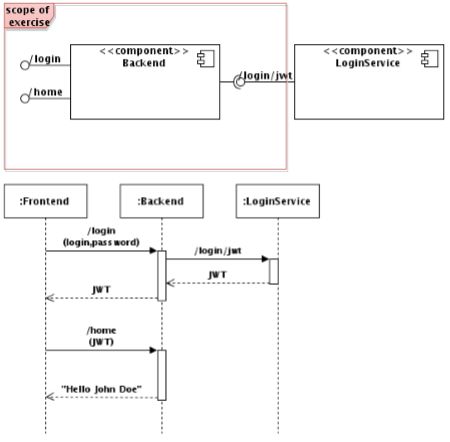 scope of
exercise
<<component>>
Backend
/login
/home
/login/jwt
<<component>>
LoginService
:Frontend
:Backend
:LoginService
/login
(login,password)
/login/jwt
JWT
JWT
/home
(JWT)
"Hello John Doe"